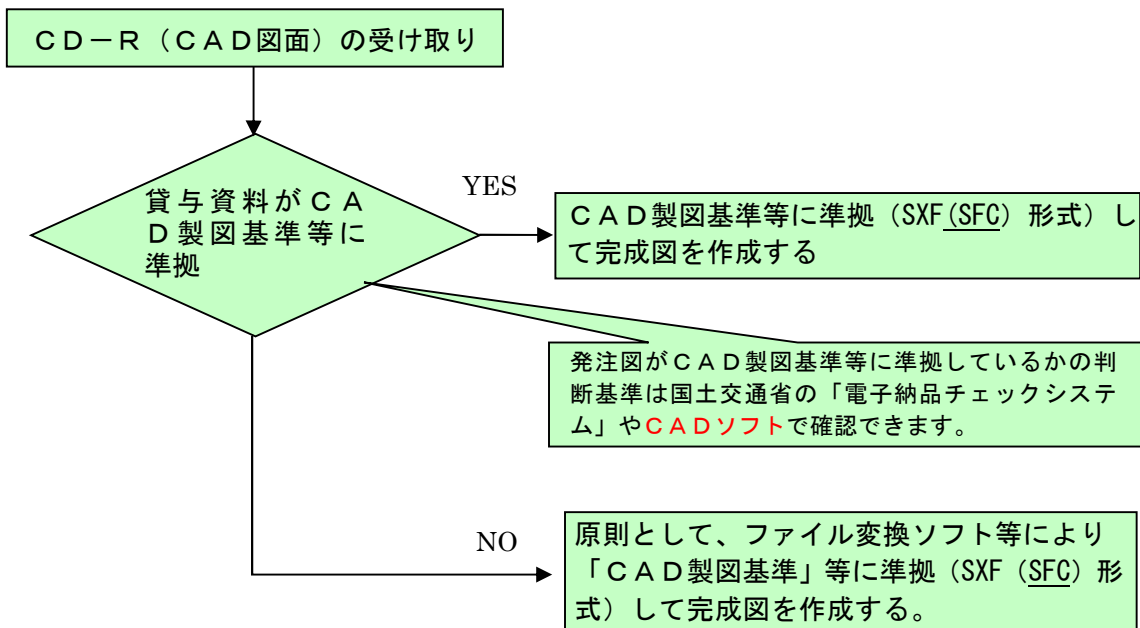 ＣＤ－Ｒ（ＣＡＤ図面）の受け取り
貸与資料がＣＡ
Ｄ製図基準等に
準拠
YES
ＣＡＤ製図基準等に準拠（SXF(SFC）形式）し
て完成図を作成する
発注図がＣＡＤ製図基準等に準拠しているかの判
断基準は国土交通省の「電子納品チェックシステ
ム」やＣＡＤソフトで確認できます。
NO
原則として、ファイル変換ソフト等により
「ＣＡＤ製図基準」等に準拠（SXF（SFC）形
式）して完成図を作成する。